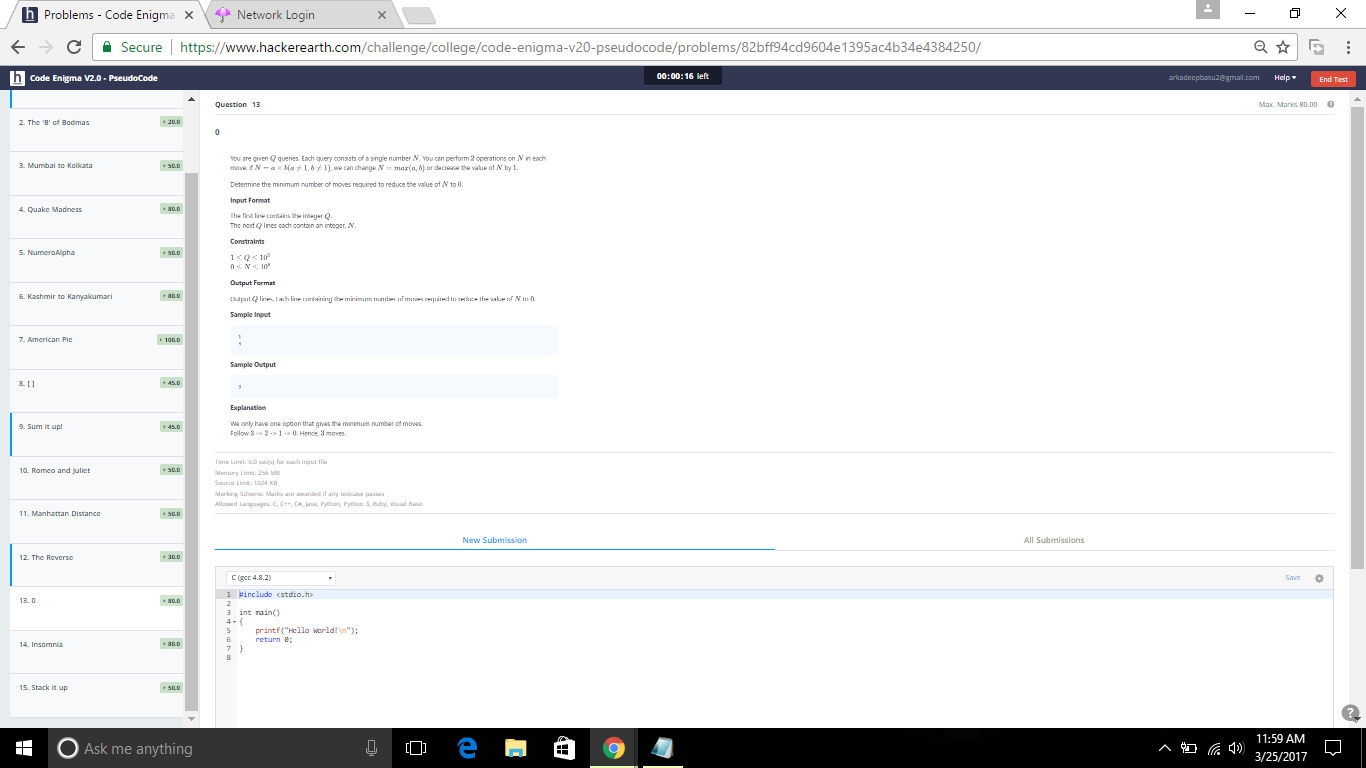 Problems - Code Enigma
Network Login
Secure
https://www.hackerearth.com/challenge/college/code-enigma-v20-pseudocode/problems/82bff94cd9604e1395ac4b34e4384250/
h Code Enigma V2.0 - PseudoCode
00:00:16 left
arkadeepbasu2@gmail.com
Help
End Test
2. The 'B' of Bodmas + 20.0
3. Mumbai to Kolkata + 50.0
4. Quake Madness + 80.0
5. NumeroAlpha + 50.0
6. Kashmir to Kanyakumari + 80.0
7. American Pie + 100.0
8. [ ] + 45.0
9. Sum it up! + 45.0
10. Romeo and Juliet + 50.0
11. Manhattan Distance + 50.0
12. The Reverse + 30.0
13. 0 + 80.0
14. Insomnia + 80.0
15. Stack it up + 50.0
Question 13
Max. Marks 80.00
0
You are given Q queries. Each query consists of a single number N. You can perform 2 operations on N in each
move. If N = a × b(a ≠ 1, b ≠ 1), we can change N = max(a, b) or decrease the value of N by 1.
Determine the minimum number of moves required to reduce the value of N to 0.
Input Format
The first line contains the integer Q.
The next Q lines each contain an integer, N.
Constraints
Output Format
Output Q lines. Each line containing the minimum number of moves required to reduce the value of N to 0.
Sample Input
1
3
Sample Output
3
Explanation
We only have one option that gives the minimum number of moves.
Follow 3 -> 2 -> 1 -> 0. Hence, 3 moves.
Time Limit: 5.0 sec(s) for each input file
Memory Limit: 256 MB
Source Limit: 1024 KB
Marking Scheme: Marks are awarded if any testcase passes
Allowed Languages: C, C++, C#, Java, Python, Python 3, Ruby, Visual Basic
New Submission
All Submissions
C (gcc 4.8.2)
Save
1 #include <stdio.h>
2
3 int main()
4 {
5 printf("Hello World!\n");
6 return 0;
7 }
8
?
Ask me anything
11:59 AM
3/25/2017